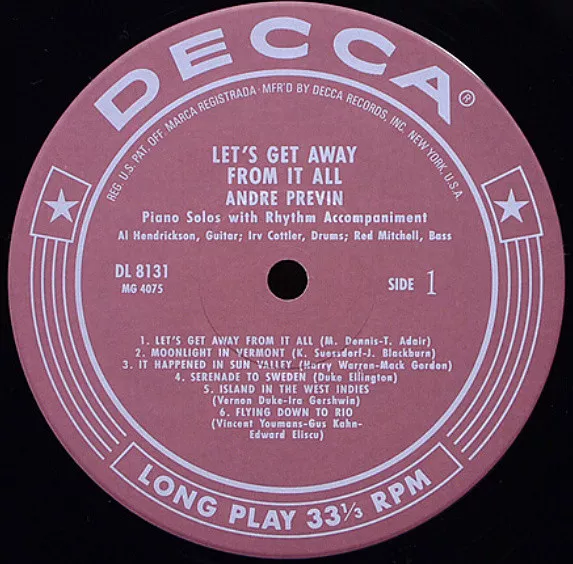 DECCA®
REG. U.S. PAT. OFF. MARCA REGISTRADA · MFR'D BY DECCA RECORDS, INC., NEW YORK, U.S.A.
LET'S GET AWAY
FROM IT ALL
ANDRE PREVIN
Piano Solos with Rhythm Accompaniment
Al Hendrickson, Guitar; Irv Cottler, Drums; Red Mitchell, Bass
DL 8131
MG 4075
SIDE 1
1. LET'S GET AWAY FROM IT ALL (M. Dennis-T. Adair)
2. MOONLIGHT IN VERMONT (K. Suessdorf-J. Blackburn)
3. IT HAPPENED IN SUN VALLEY (Harry Warren-Mack Gordon)
4. SERENADE TO SWEDEN (Duke Ellington)
5. ISLAND IN THE WEST INDIES
(Vernon Duke-Ira Gershwin)
6. FLYING DOWN TO RIO
(Vincent Youmans-Gus Kahn-
Edward Eliscu)
LONG PLAY 33⅓ RPM